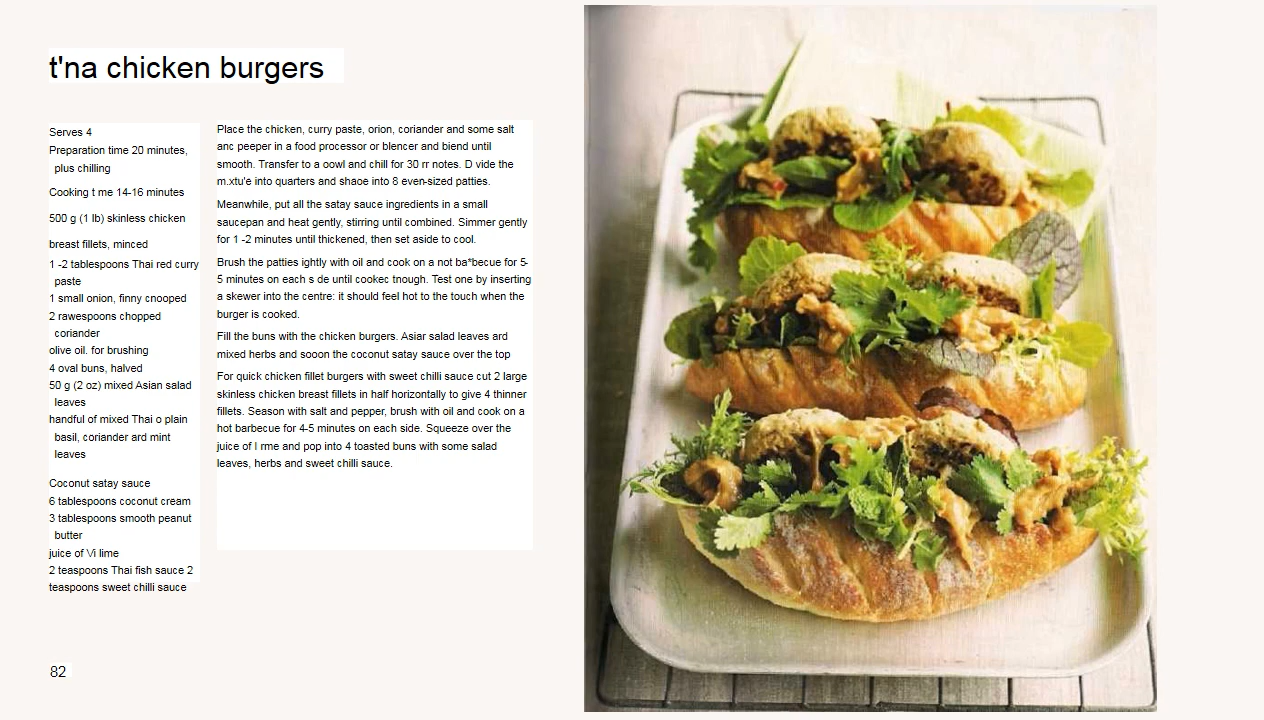 t'na chicken burgers
Serves 4
Preparation time 20 minutes,
plus chilling
Cooking t me 14-16 minutes
500 g (1 lb) skinless chicken
breast fillets, minced
1 -2 tablespoons Thai red curry
paste
1 small onion, finny cnooped
2 rawespoons chopped
coriander
olive oil. for brushing
4 oval buns, halved
50 g (2 oz) mixed Asian salad
leaves
handful of mixed Thai o plain
basil, coriander ard mint
leaves
Coconut satay sauce
6 tablespoons coconut cream
3 tablespoons smooth peanut
butter
juice of \/i lime
2 teaspoons Thai fish sauce 2
teaspoons sweet chilli sauce
Place the chicken, curry paste, orion, coriander and some salt
anc peeper in a food processor or blencer and biend until
smooth. Transfer to a oowl and chill for 30 rr notes. D vide the
m.xtu'e into quarters and shaoe into 8 even-sized patties.
Meanwhile, put all the satay sauce ingredients in a small
saucepan and heat gently, stirring until combined. Simmer gently
for 1 -2 minutes until thickened, then set aside to cool.
Brush the patties ightly with oil and cook on a not ba*becue for 5-
5 minutes on each s de until cookec tnough. Test one by inserting
a skewer into the centre: it should feel hot to the touch when the
burger is cooked.
Fill the buns with the chicken burgers. Asiar salad leaves ard
mixed herbs and sooon the coconut satay sauce over the top
For quick chicken fillet burgers with sweet chilli sauce cut 2 large
skinless chicken breast fillets in half horizontally to give 4 thinner
fillets. Season with salt and pepper, brush with oil and cook on a
hot barbecue for 4-5 minutes on each side. Squeeze over the
juice of I rme and pop into 4 toasted buns with some salad
leaves, herbs and sweet chilli sauce.
82